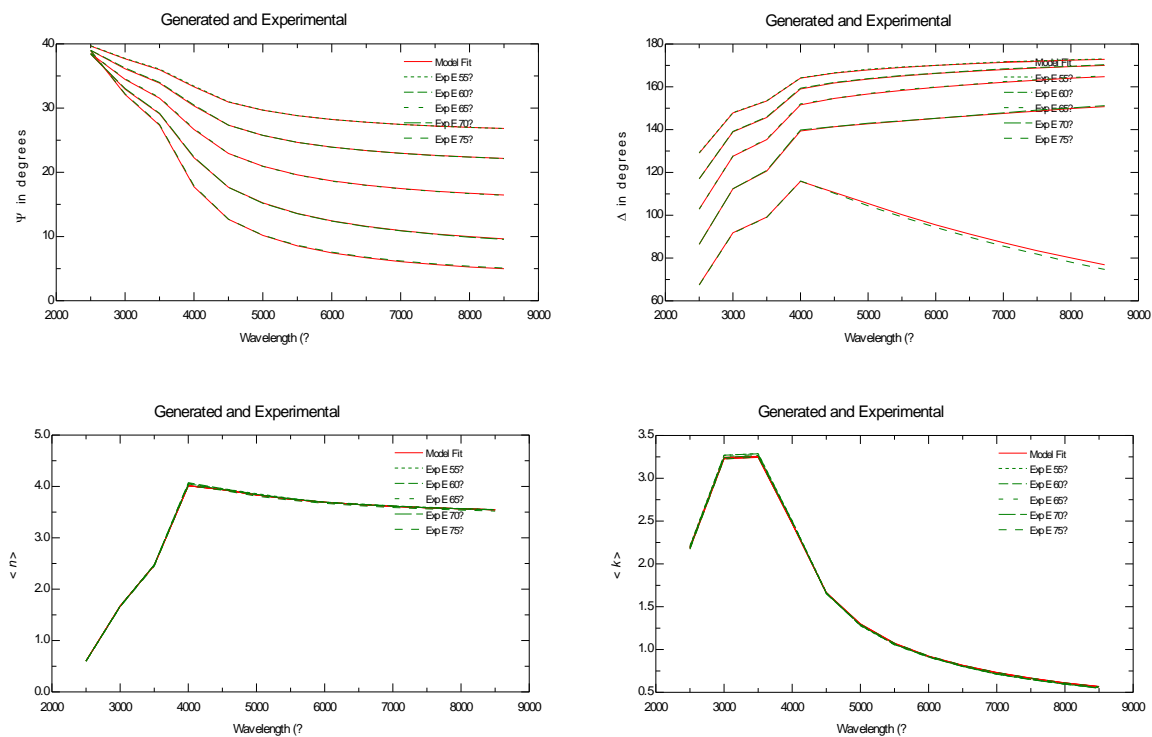 Generated and Experimental
Model Fit
Exp E 55?
Exp E 60?
Exp E 65?
Exp E 70?
Exp E 75?
Ψ in degrees
40
30
20
10
0
2000 3000 4000 5000 6000 7000 8000 9000
Wavelength (?
Generated and Experimental
Model Fit
Exp E 55?
Exp E 60?
Exp E 65?
Exp E 70?
Exp E 75?
Δ in degrees
180
160
140
120
100
80
60
2000 3000 4000 5000 6000 7000 8000 9000
Wavelength (?
Generated and Experimental
Model Fit
Exp E 55?
Exp E 60?
Exp E 65?
Exp E 70?
Exp E 75?
<n>
5.0
4.0
3.0
2.0
1.0
0.0
2000 3000 4000 5000 6000 7000 8000 9000
Wavelength (?
Generated and Experimental
Model Fit
Exp E 55?
Exp E 60?
Exp E 65?
Exp E 70?
Exp E 75?
<k>
3.5
3.0
2.5
2.0
1.5
1.0
0.5
2000 3000 4000 5000 6000 7000 8000 9000
Wavelength (?